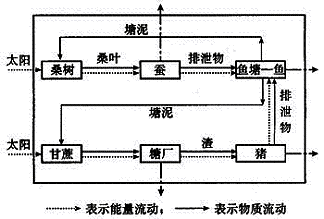 塘泥
太阳
桑树
桑叶
蚕
排泄物
鱼塘—鱼
塘泥
排泄物
太阳
甘蔗
糖厂
渣
猪
表示能量流动; 表示物质流动